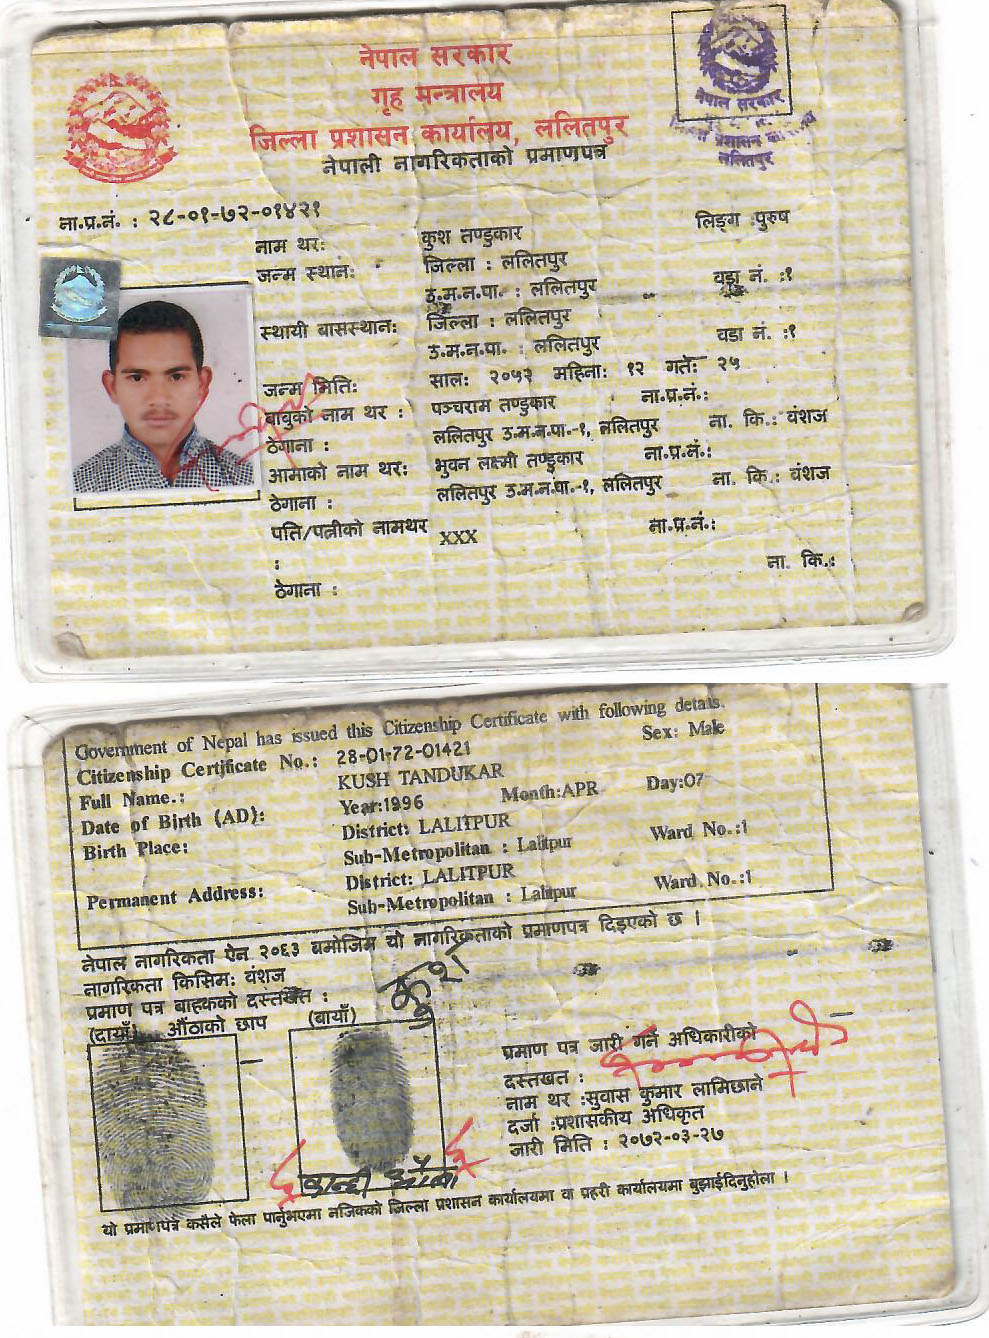 नेपाल सरकार
गृह मन्त्रालय
जिल्ला प्रशासन कार्यालय, ललितपुर
नेपाली नागरिकताको प्रमाणपत्र
नेपाल सरकार
ललितपुर
ना.प्र.नं. : २८-०१-७२-०१४२१
लिङ्ग :पुरुष
नाम थर: कुश तण्डुकार
जन्म स्थान: जिल्ला : ललितपुर
उ.म.न.पा. : ललितपुर वडा नं. :१
स्थायी बासस्थान: जिल्ला : ललितपुर
उ.म.न.पा. : ललितपुर वडा नं. :१
जन्म मिति: साल: २०५२ महिना: १२ गते: २५
बाबुको नाम थर : पञ्चराम तण्डुकार ना.प्र.नं.:
ठेगाना : ललितपुर उ.म.न.पा.-१, ललितपुर ना. कि.: वंशज
आमाको नाम थर: भुवन लक्ष्मी तण्डुकार ना.प्र.नं.:
ठेगाना : ललितपुर उ.म.न.पा.-१, ललितपुर ना. कि.: वंशज
पति/पत्नीको नामथर XXX ना.प्र.नं.:
:
ना. कि.:
ठेगाना :
Government of Nepal has issued this Citizenship Certificate with following details.
Citizenship Certificate No.: 28-01-72-01421 Sex: Male
Full Name.: KUSH TANDUKAR
Date of Birth (AD): Year:1996 Month:APR Day:07
Birth Place: District: LALITPUR
Sub-Metropolitan : Lalitpur Ward No.:1
Permanent Address: District: LALITPUR
Sub-Metropolitan : Lalitpur Ward No.:1
नेपाल नागरिकता ऐन २०६३ बमोजिम यो नागरिकताको प्रमाणपत्र दिइएको छ ।
नागरिकता किसिम: वंशज
प्रमाण पत्र बाहकको दस्तखत : कुश
(दायाँ) औंठाको छाप (बायाँ)
प्रमाण पत्र जारी गर्ने अधिकारीको
दस्तखत :
नाम थर :सुवास कुमार लामिछाने
दर्जा :प्रशासकीय अधिकृत
जारी मिति : २०७२-०३-२७
यो प्रमाणपत्र कसैले फेला पार्नुभएमा नजिकको जिल्ला प्रशासन कार्यालयमा वा प्रहरी कार्यालयमा बुझाईदिनुहोला ।